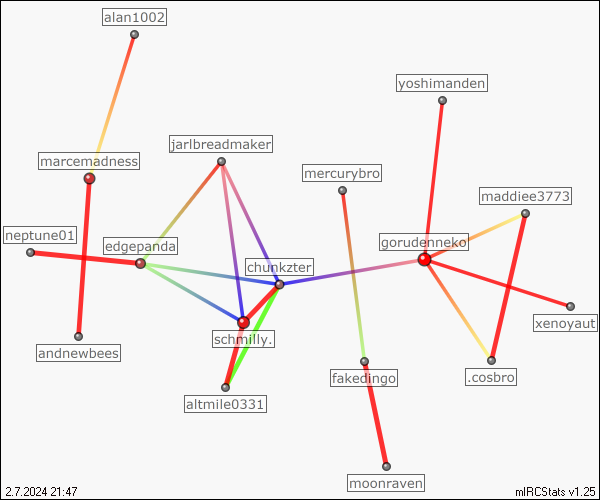 alan1002
yoshimanden
jarlbreadmaker
marcemadness
mercurybro
maddiee3773
neptune01
edgepanda
gorudenneko
chunkzter
xenoyaut
schmilly.
andnewbees
fakedingo
.cosbro
altmile0331
moonraven
2.7.2024 21:47
mIRCStats v1.25